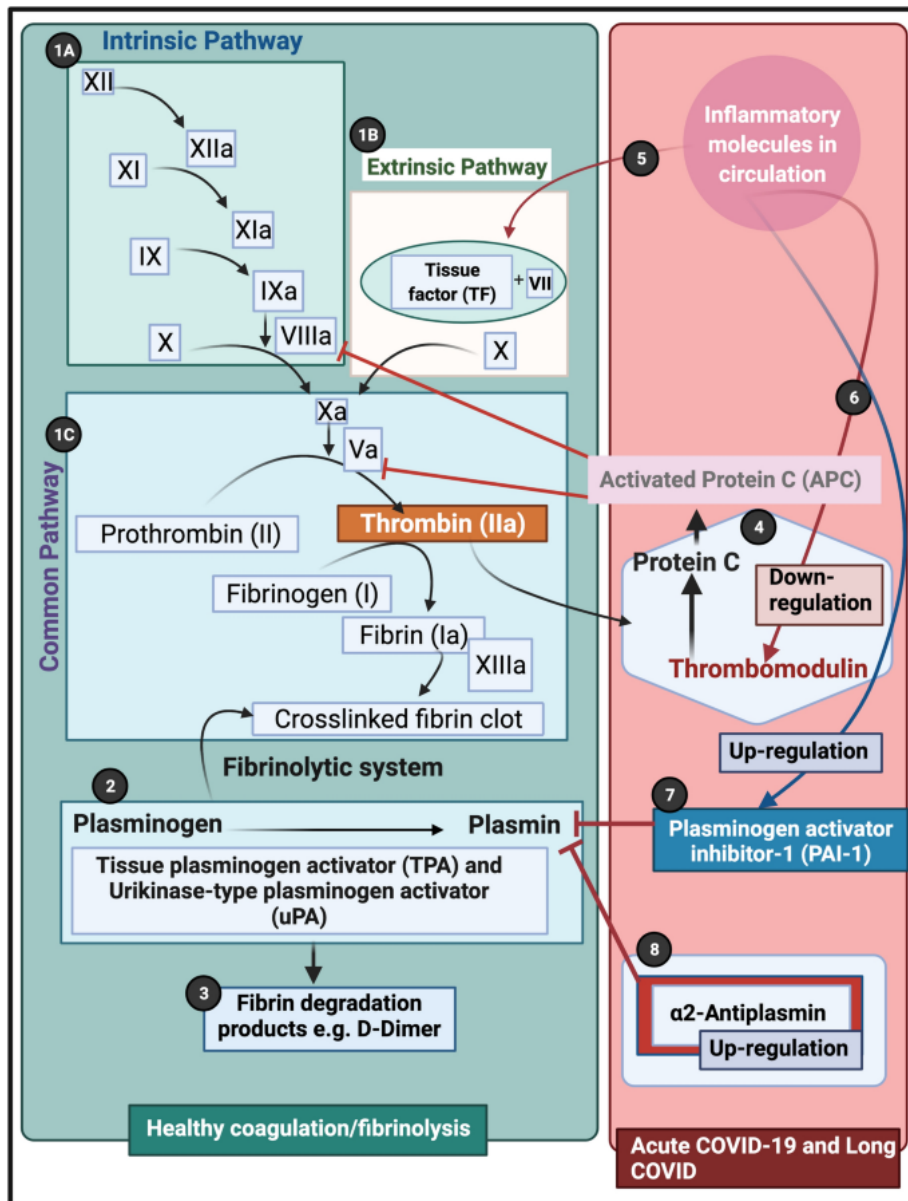 Intrinsic Pathway
1A
XII
XIIa
XI
XIa
IX
IXa
VIIIa
X
1B
Extrinsic Pathway
Tissue
factor (TF)
+
VII
X
1C
Common Pathway
Xa
Va
Prothrombin (II)
Thrombin (IIa)
Fibrinogen (I)
Fibrin (Ia)
XIIIa
Crosslinked fibrin clot
Fibrinolytic system
2
Plasminogen
Plasmin
Tissue plasminogen activator (TPA) and
Urikinase-type plasminogen activator
(uPA)
3
Fibrin degradation
products e.g. D-Dimer
Healthy coagulation/fibrinolysis
Inflammatory
molecules in
circulation
5
6
Activated Protein C (APC)
4
Protein C
Down-
regulation
Thrombomodulin
Up-regulation
7
Plasminogen activator
inhibitor-1 (PAI-1)
8
α2-Antiplasmin
Up-regulation
Acute COVID-19 and Long
COVID